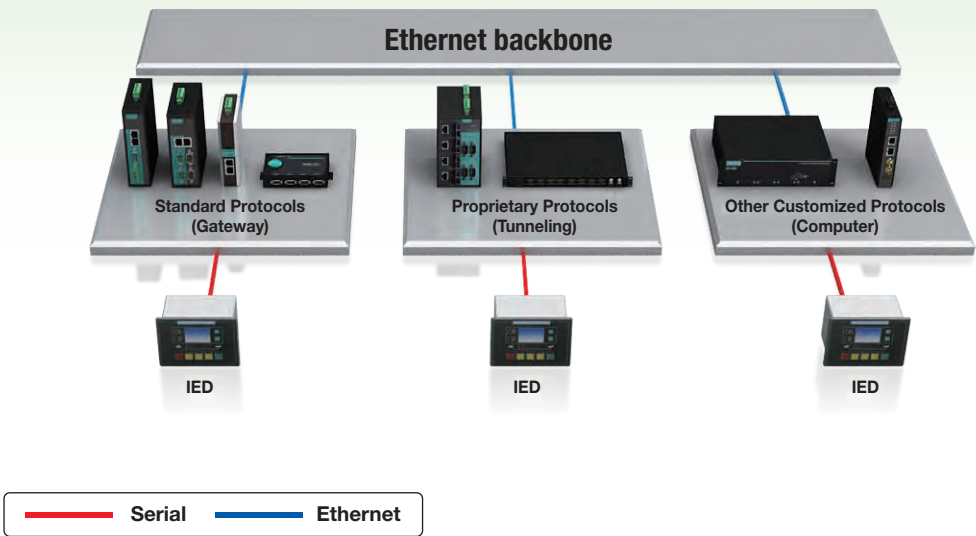 Ethernet backbone
Standard Protocols
(Gateway)
Proprietary Protocols
(Tunneling)
Other Customized Protocols
(Computer)
IED
IED
IED
Serial
Ethernet